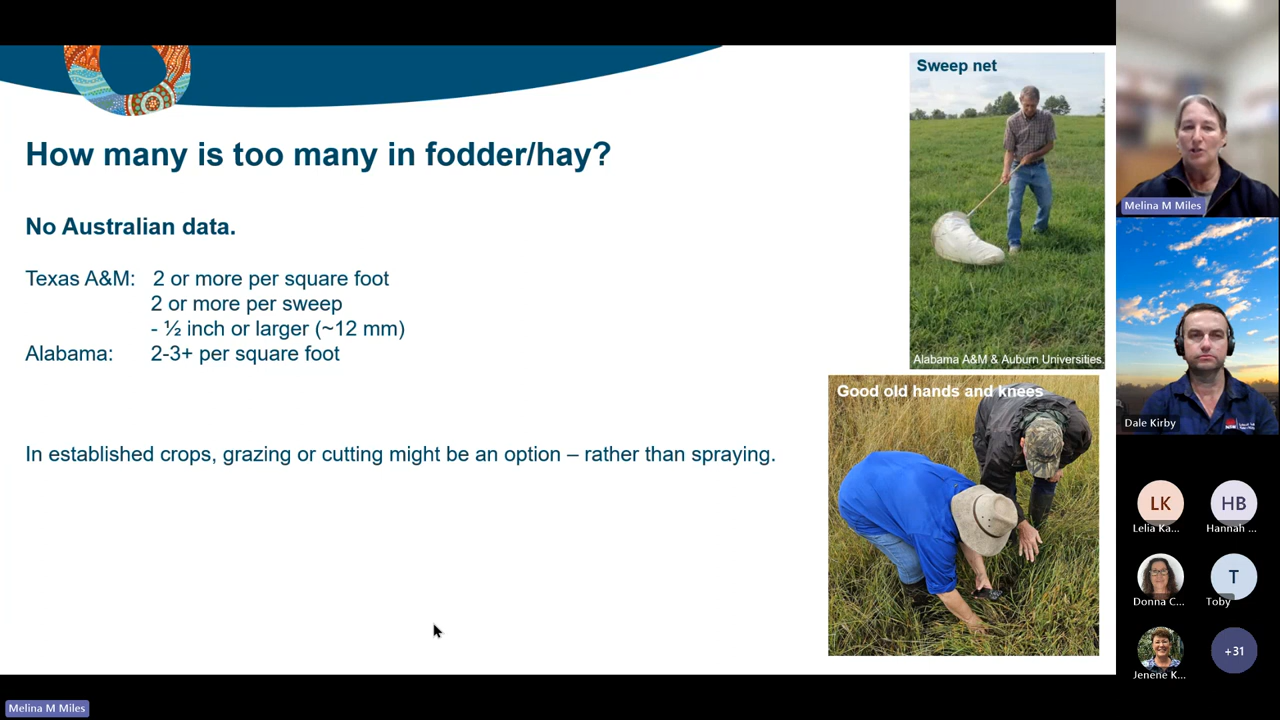 Sweep net
How many is too many in fodder/hay?
No Australian data.
Texas A&M: 2 or more per square foot
2 or more per sweep
- ½ inch or larger (~12 mm)
Alabama: 2-3+ per square foot
In established crops, grazing or cutting might be an option – rather than spraying.
Alabama A&M & Auburn Universities.
Good old hands and knees
Melina M Miles
Dale Kirby
LK
HB
Lelia Ka...
Hannah ...
T
Donna C...
Toby
+31
Jenene K...
Melina M Miles